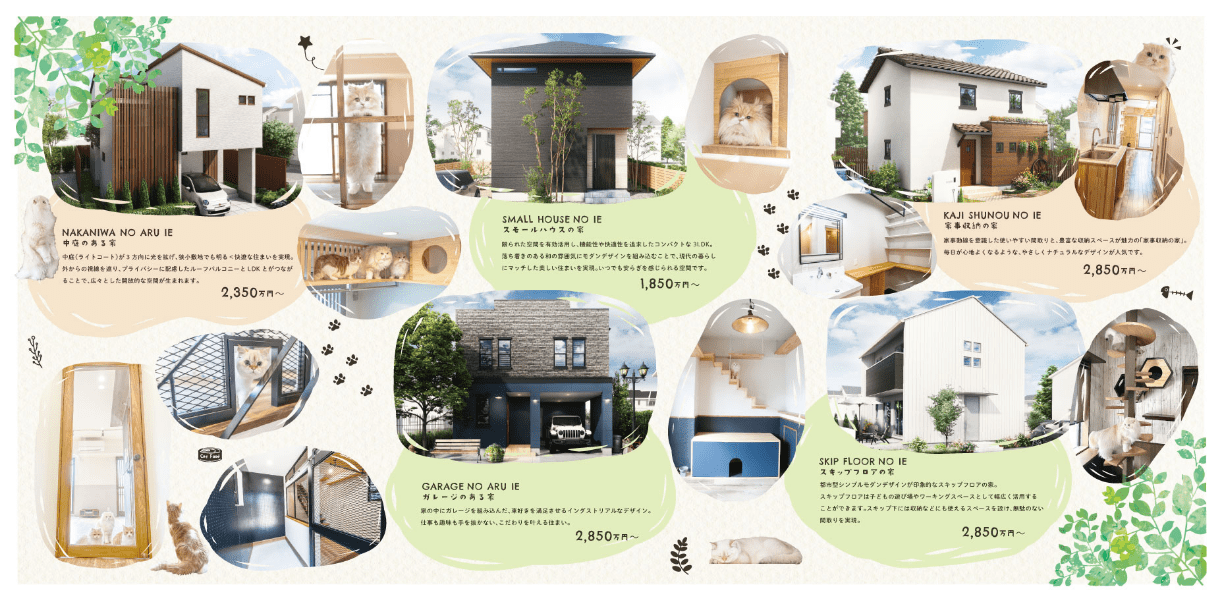 NAKANIWA NO ARU IE
中庭のある家
中庭(ライトコート)が3方向に光を拡げ、狭小敷地でも明るく快適な住まいを実現。
外からの視線を遮り、プライバシーに配慮したルーフバルコニーとLDKとがつなが
ることで、広々とした開放的な空間が生まれます。
2,350万円~
SMALL HOUSE NO IE
スモールハウスの家
限られた空間を有効活用し、機能性や快適性を追求したコンパクトな3LDK。
落ち着きのある和の雰囲気にモダンデザインを組み込むことで、現代の暮らし
にマッチした美しい住まいを実現。いつも安らぎを感じられる空間です。
1,850万円~
KAJI SHUNOU NO IE
家事収納の家
家事動線を意識した使いやすい間取りと、豊富な収納スペースが魅力の「家事収納の家」。
毎日が心地よくなるような、やさしくナチュラルなデザインが人気です。
2,850万円~
Cat Food
GARAGE NO ARU IE
ガレージのある家
家の中にガレージを組み込んだ、車好きを満足させるインダストリアルなデザイン。
仕事も趣味も手を抜かない、こだわりを叶える住まい。
2,850万円~
SKIP FLOOR NO IE
スキップフロアの家
都市型シンプルモダンデザインが印象的なスキップフロアの家。
スキップフロアは子どもの遊び場やワーキングスペースとして幅広く活用する
ことができます。スキップ下には収納などにも使えるスペースを設け、無駄のない
間取りを実現。
2,850万円~